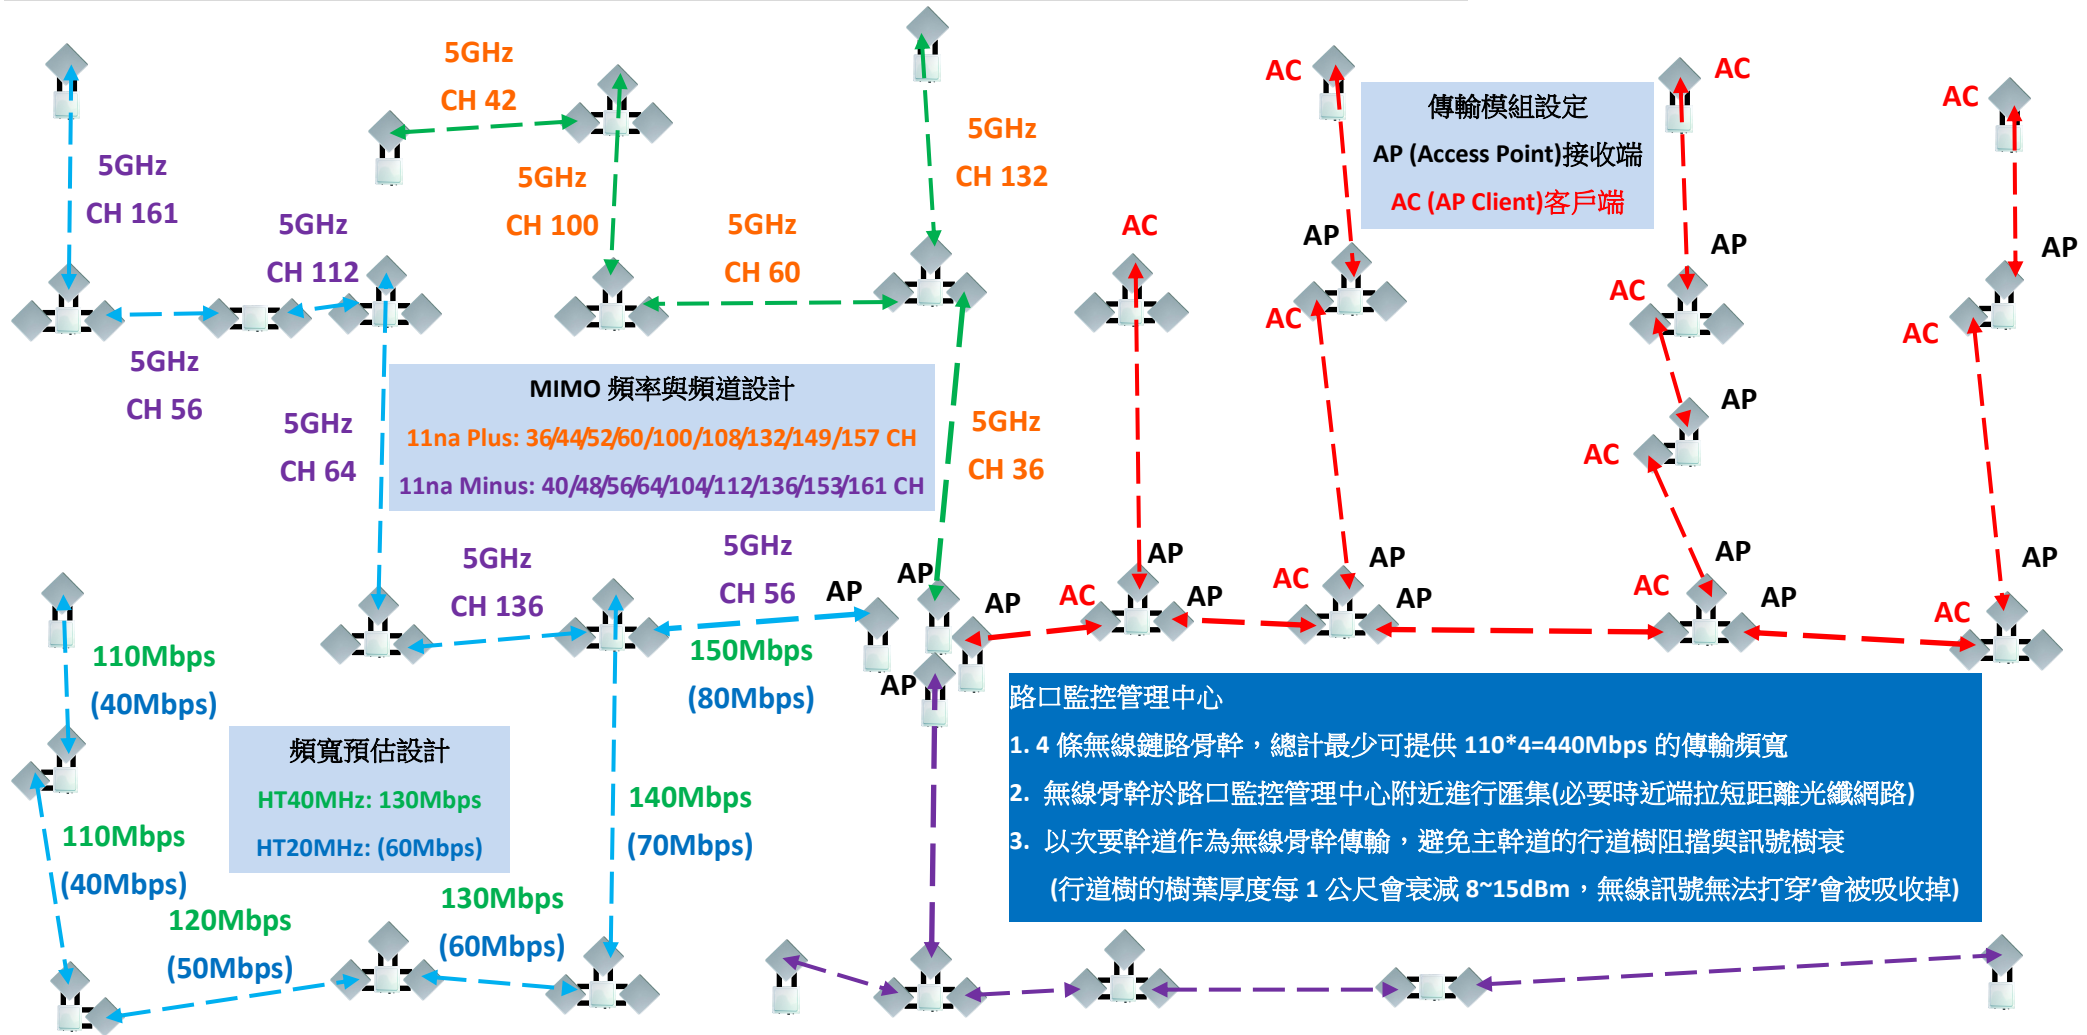 5GHz
CH 42
5GHz
CH 161
5GHz
CH 100
5GHz
CH 132
5GHz
CH 112
5GHz
CH 60
5GHz
CH 56
5GHz
CH 64
MIMO 頻率與頻道設計
11na Plus: 36/44/52/60/100/108/132/149/157 CH
11na Minus: 40/48/56/64/104/112/136/153/161 CH
5GHz
CH 36
5GHz
CH 136
5GHz
CH 56
AC
傳輸模組設定
AP (Access Point)接收端
AC (AP Client)客戶端
AC
AC
AC
AP
AP
AP
AC
AC
AC
AP
AC
AP
AP
AP
AP
AC
AP
AP
AC
AP
AP
AC
AP
AP
AC
AP
AC
AP
110Mbps
(40Mbps)
150Mbps
(80Mbps)
頻寬預估設計
HT40MHz: 130Mbps
HT20MHz: (60Mbps)
140Mbps
(70Mbps)
110Mbps
(40Mbps)
120Mbps
(50Mbps)
130Mbps
(60Mbps)
路口監控管理中心
1. 4 條無線鏈路骨幹，總計最少可提供 110*4=440Mbps 的傳輸頻寬
2. 無線骨幹於路口監控管理中心附近進行匯集(必要時近端拉短距離光纖網路)
3. 以次要幹道作為無線骨幹傳輸，避免主幹道的行道樹阻擋與訊號樹衰
(行道樹的樹葉厚度每 1 公尺會衰減 8~15dBm，無線訊號無法打穿’會被吸收掉)